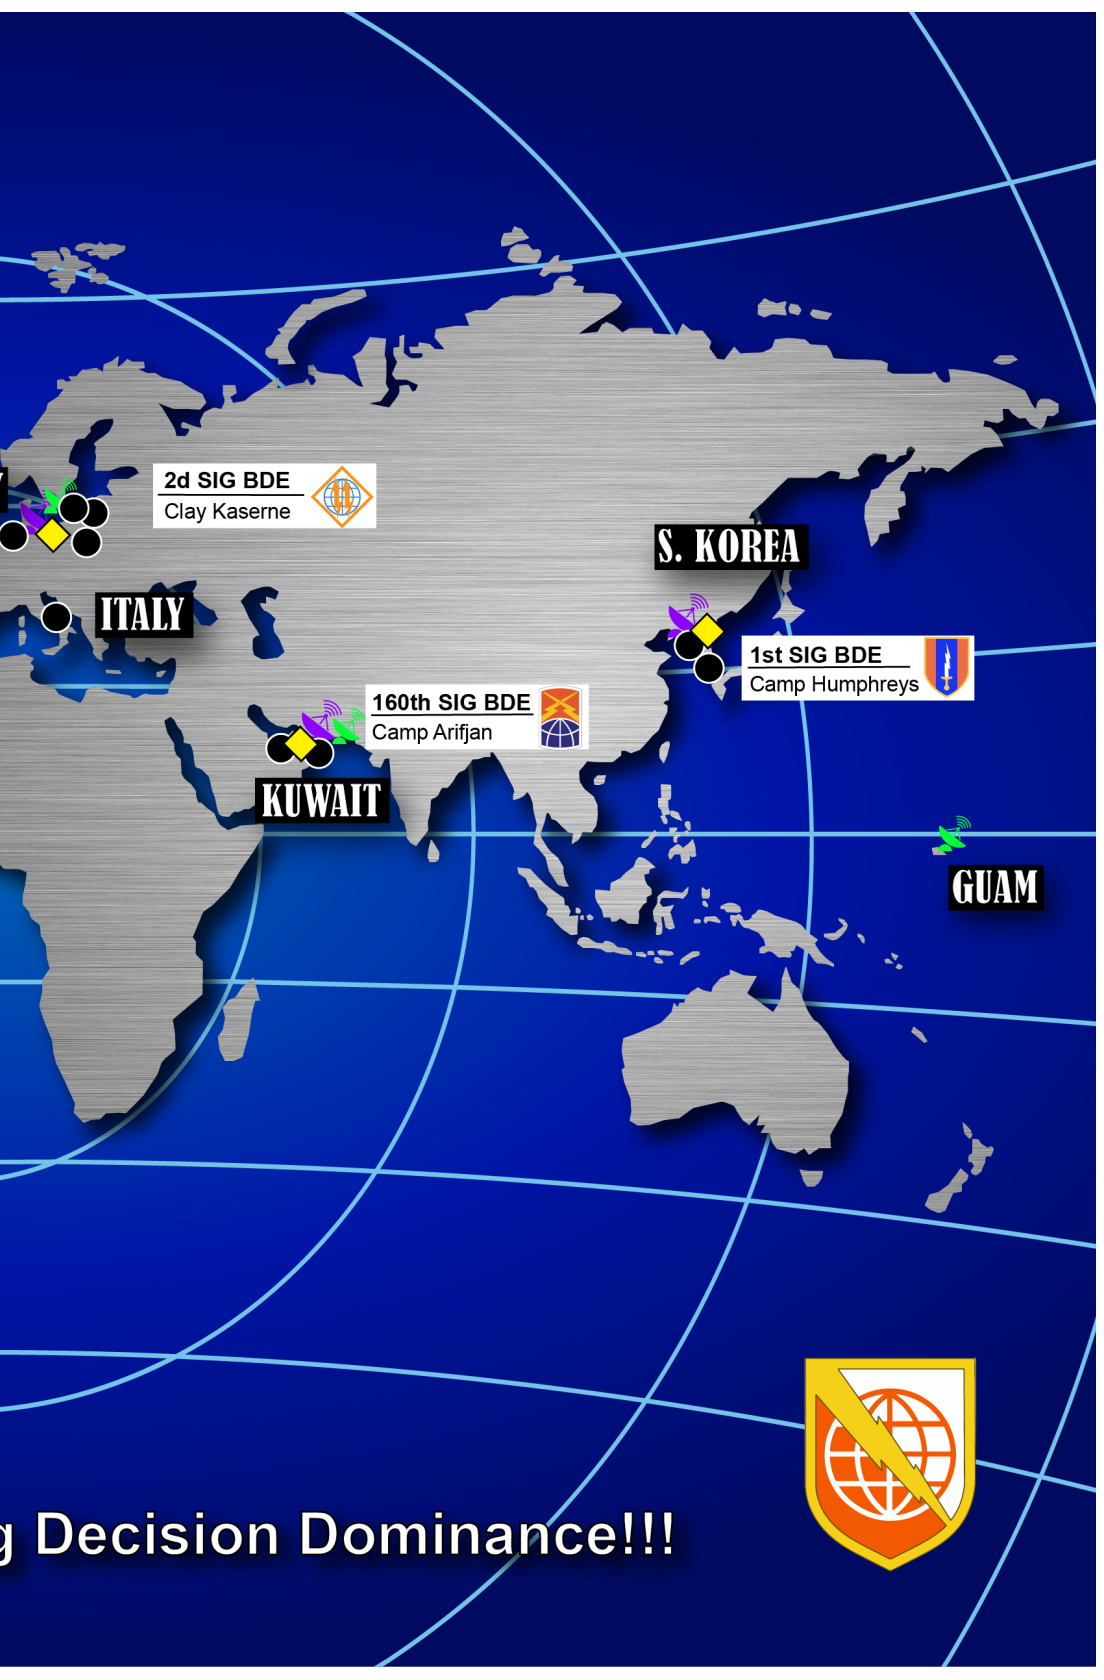 2d SIG BDE
Clay Kaserne
S. KOREA
ITALY
1st SIG BDE
Camp Humphreys
160th SIG BDE
Camp Arifjan
KUWAIT
GUAM
g Decision Dominance!!!